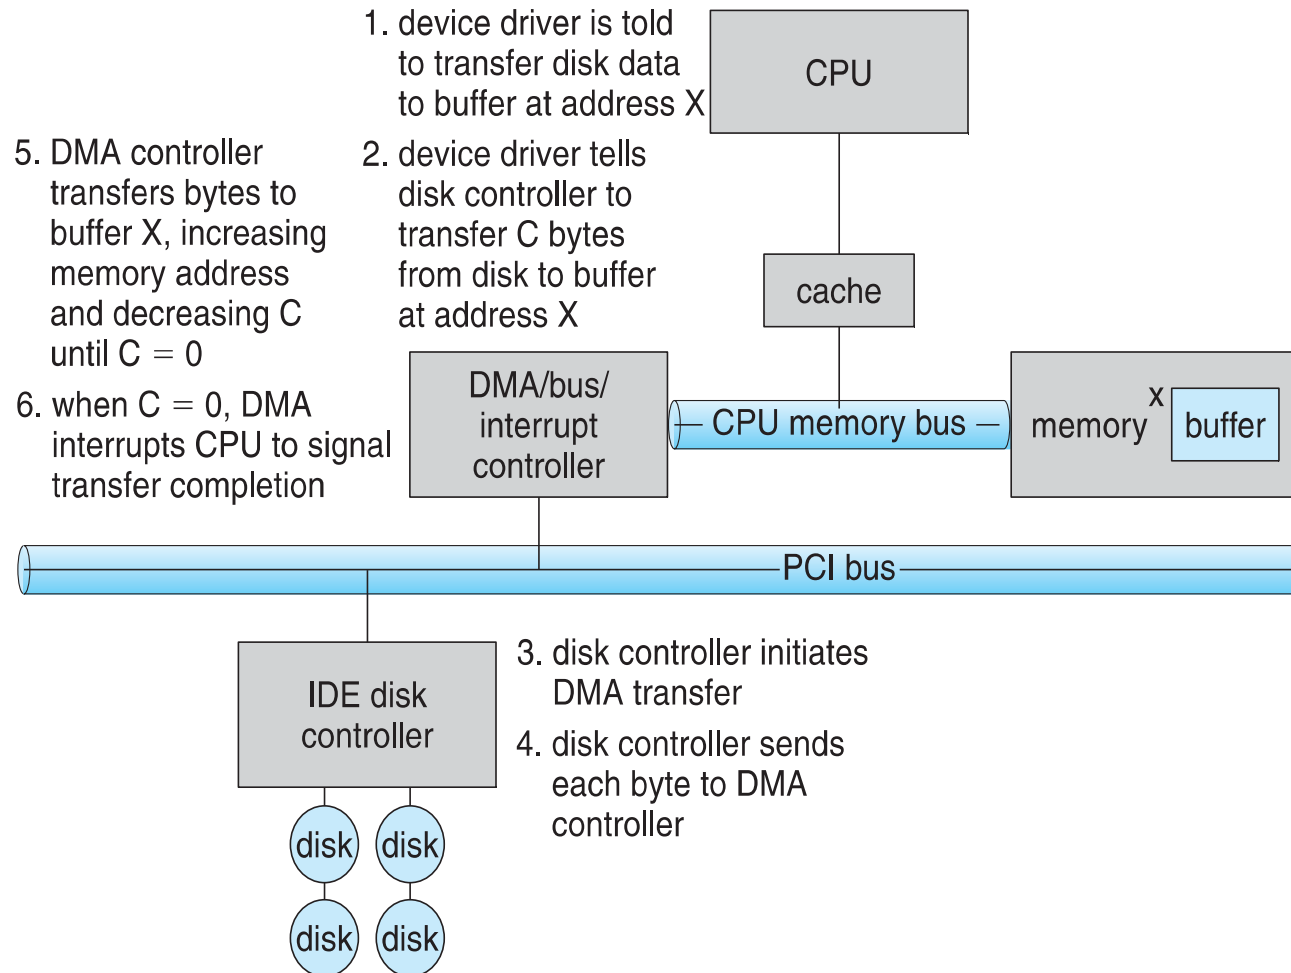 1. device driver is told
to transfer disk data
to buffer at address X
CPU
5. DMA controller
transfers bytes to
buffer X, increasing
memory address
and decreasing C
until C = 0
2. device driver tells
disk controller to
transfer C bytes
from disk to buffer
at address X
cache
6. when C = 0, DMA
interrupts CPU to signal
transfer completion
DMA/bus/
interrupt
controller
CPU memory bus
memory
x
buffer
PCI bus
IDE disk
controller
3. disk controller initiates
DMA transfer
4. disk controller sends
each byte to DMA
controller
disk
disk
disk
disk